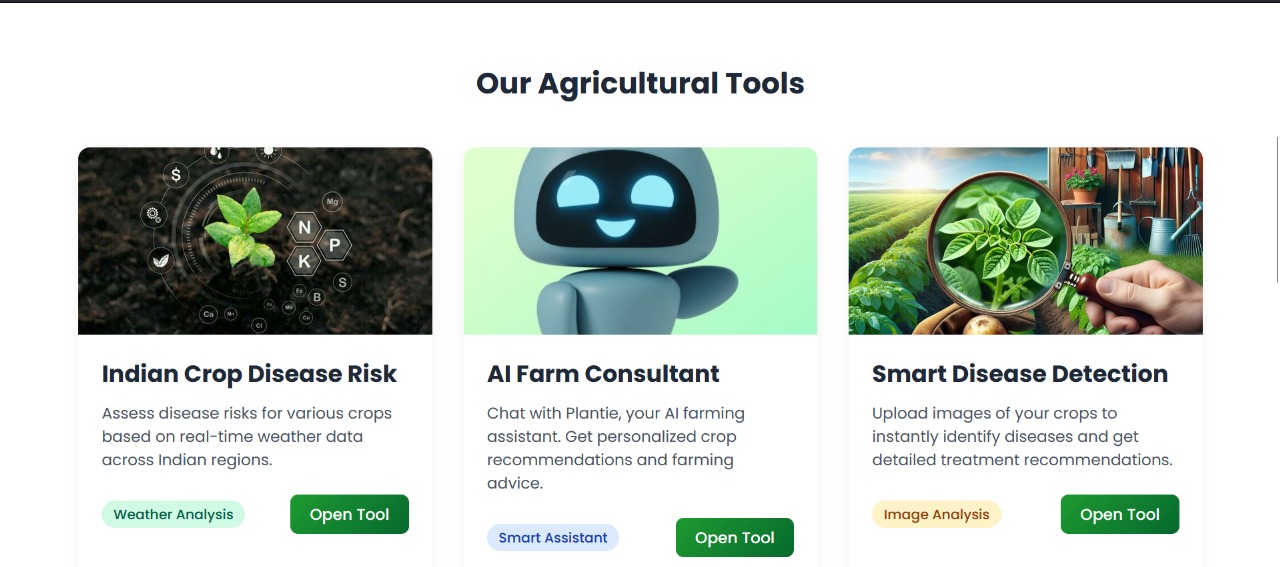 Our Agricultural Tools
$
Mg
N
P
K
S
Fe
B
Ca
Mn
Cl
Cu
Indian Crop Disease Risk
Assess disease risks for various crops
based on real-time weather data
across Indian regions.
Weather Analysis
Open Tool
AI Farm Consultant
Chat with Plantie, your AI farming
assistant. Get personalized crop
recommendations and farming
advice.
Smart Assistant
Open Tool
Smart Disease Detection
Upload images of your crops to
instantly identify diseases and get
detailed treatment recommendations.
Image Analysis
Open Tool